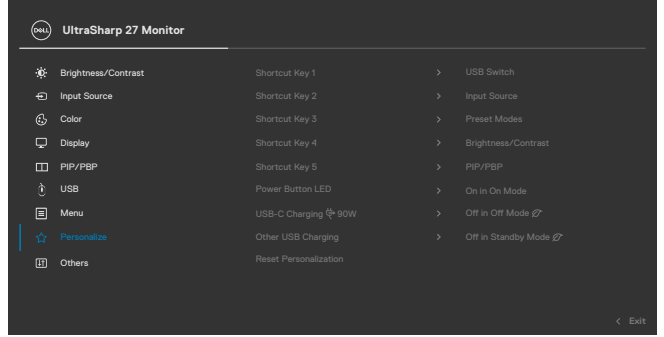 DELL UltraSharp 27 Monitor
Brightness/Contrast Shortcut Key 1 > USB Switch
Input Source Shortcut Key 2 > Input Source
Color Shortcut Key 3 > Preset Modes
Display Shortcut Key 4 > Brightness/Contrast
PIP/PBP Shortcut Key 5 > PIP/PBP
USB Power Button LED > On in On Mode
Menu USB-C Charging 90W > Off in Off Mode
Personalize Other USB Charging > Off in Standby Mode
Others Reset Personalization
< Exit